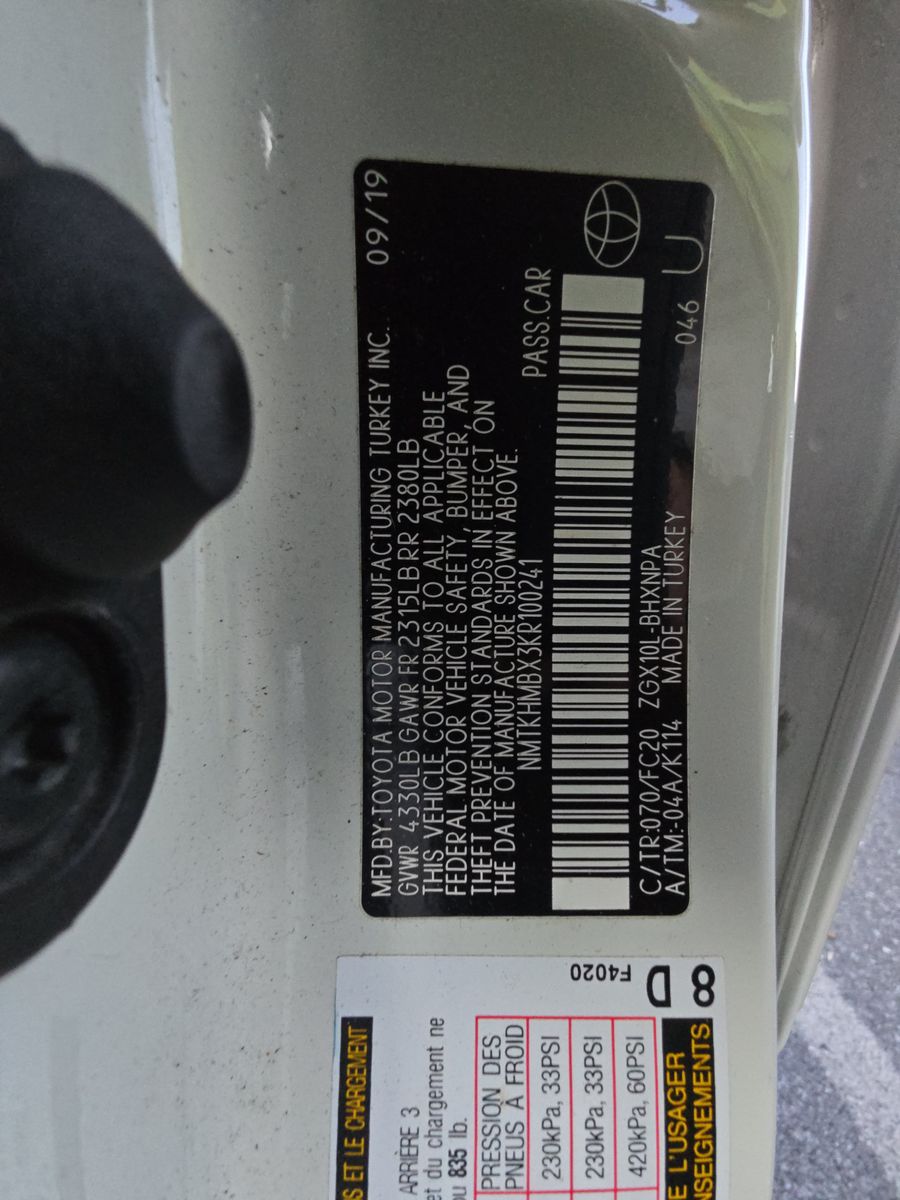 MFD.BY:TOYOTA MOTOR MANUFACTURING TURKEY INC. 09/19
GVWR 4330LB GAWR FR 2315LB RR 2380LB
THIS VEHICLE CONFORMS TO ALL APPLICABLE
FEDERAL MOTOR VEHICLE SAFETY, BUMPER, AND
THEFT PREVENTION STANDARDS IN EFFECT ON
THE DATE OF MANUFACTURE SHOWN ABOVE.
NMTKHMBX3KR100241 PASS.CAR
C/TR:070/FC20 ZGX10L-BHXNPA
A/TM:-04A/K114 MADE IN TURKEY 046 U
F4020
D
8
ET LE CHARGEMENT
ARRIÈRE 3
et du chargement ne
835 lb.
PRESSION DES
PNEUS À FROID
230kPa, 33PSI
230kPa, 33PSI
420kPa, 60PSI
L'USAGER